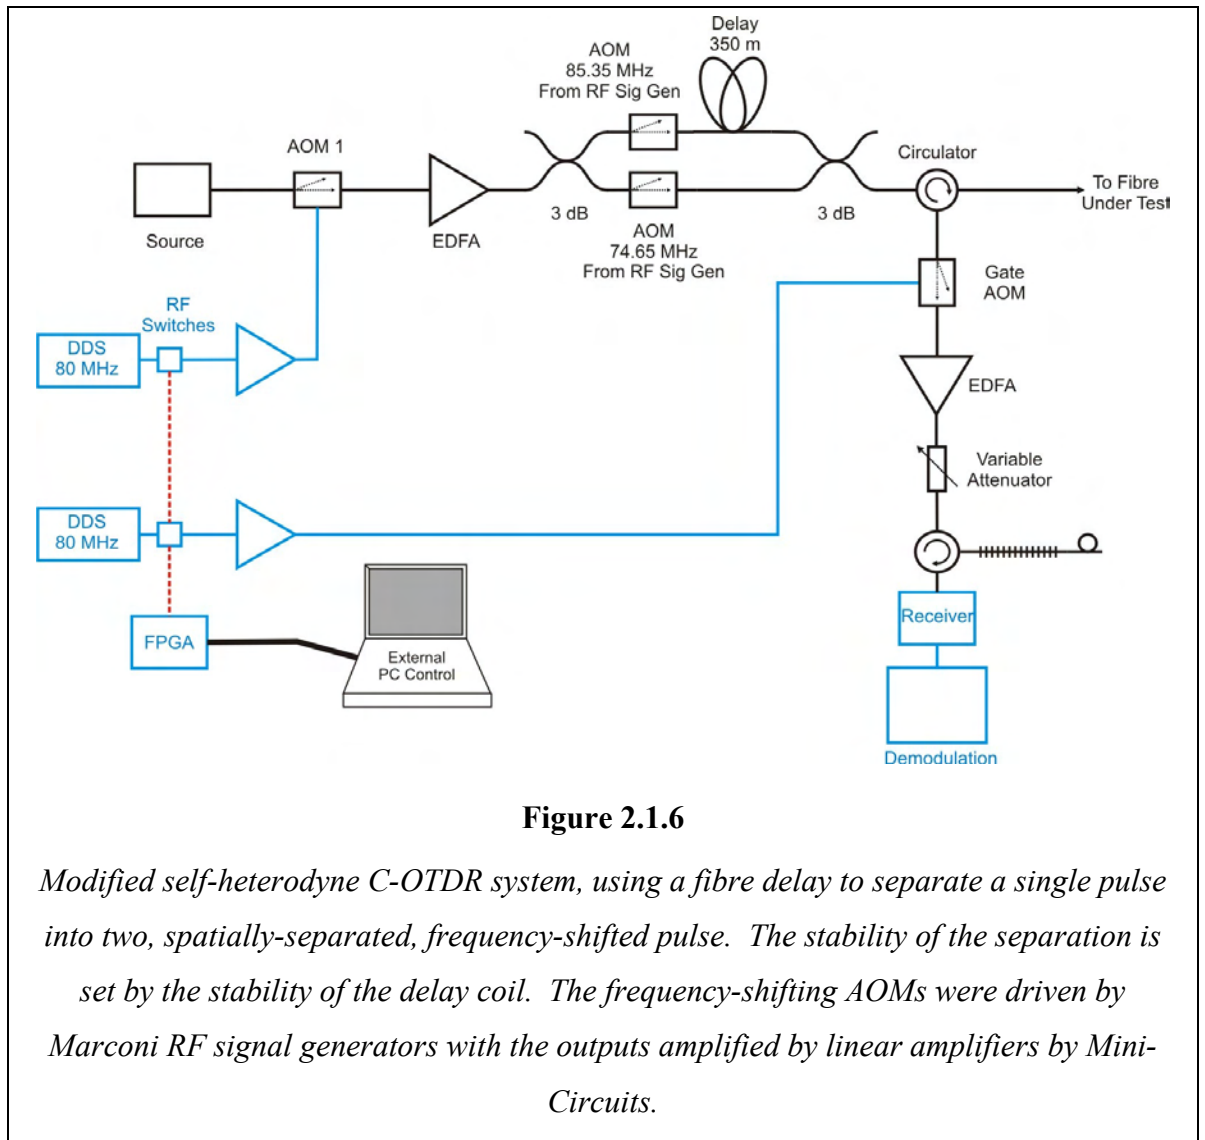 Delay
350 m
AOM
85.35 MHz
From RF Sig Gen
AOM 1
Circulator
To Fibre
Under Test
3 dB
3 dB
Source
EDFA
AOM
74.65 MHz
From RF Sig Gen
Gate
AOM
RF
Switches
DDS
80 MHz
EDFA
Variable
Attenuator
DDS
80 MHz
Receiver
FPGA
External
PC Control
Demodulation
Figure 2.1.6
Modified self-heterodyne C-OTDR system, using a fibre delay to separate a single pulse
into two, spatially-separated, frequency-shifted pulse. The stability of the separation is
set by the stability of the delay coil. The frequency-shifting AOMs were driven by
Marconi RF signal generators with the outputs amplified by linear amplifiers by Mini-
Circuits.